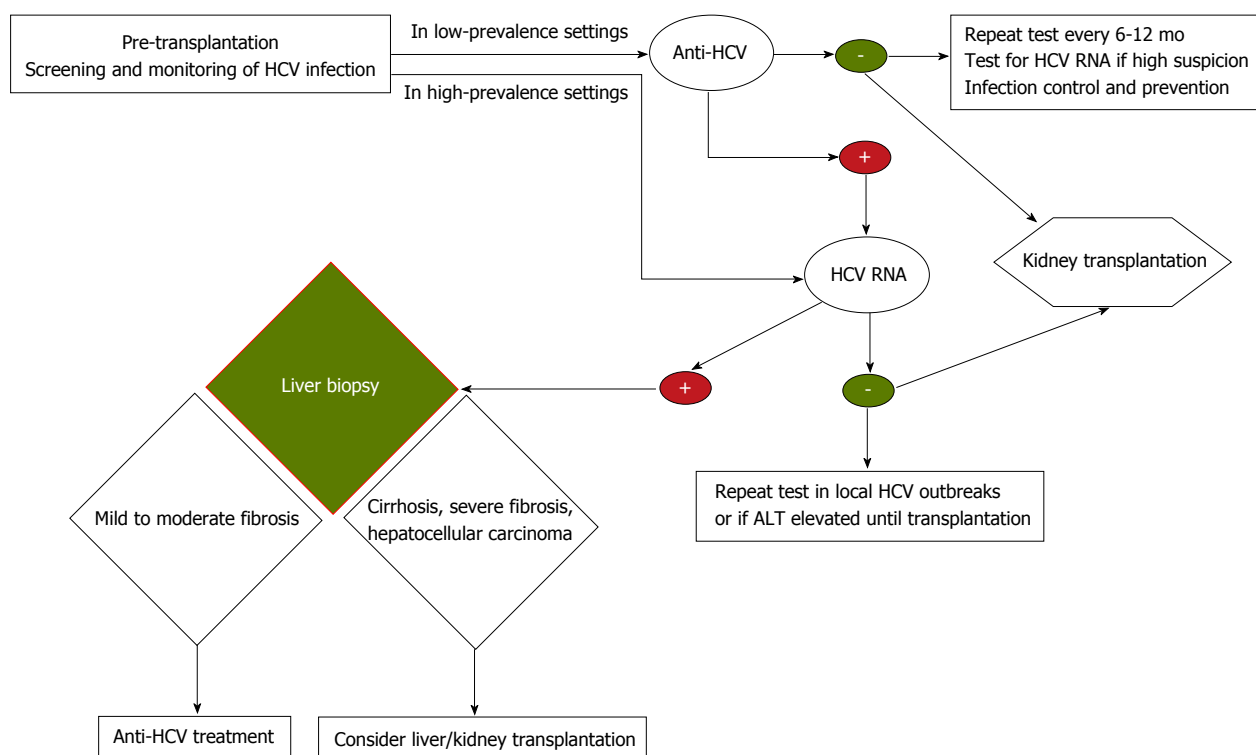 Pre-transplantation
Screening and monitoring of HCV infection
In low-prevalence settings
In high-prevalence settings
Anti-HCV
-
Repeat test every 6-12 mo
Test for HCV RNA if high suspicion
Infection control and prevention
+
HCV RNA
Kidney transplantation
Liver biopsy
+
-
Mild to moderate fibrosis
Cirrhosis, severe fibrosis,
hepatocellular carcinoma
Repeat test in local HCV outbreaks
or if ALT elevated until transplantation
Anti-HCV treatment
Consider liver/kidney transplantation